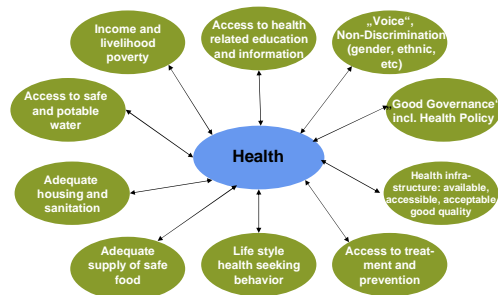 Income and
livelihood
poverty
Access to health
related education
and information
„Voice“,
Non-Discrimination
(gender, ethnic,
etc)
Access to safe
and potable
water
„Good Governance“
incl. Health Policy
Health
Adequate
housing and
sanitation
Health infra-
structure: available,
accessible, acceptable
good quality
Adequate
supply of safe
food
Life style
health seeking
behavior
Access to treat-
ment and
prevention